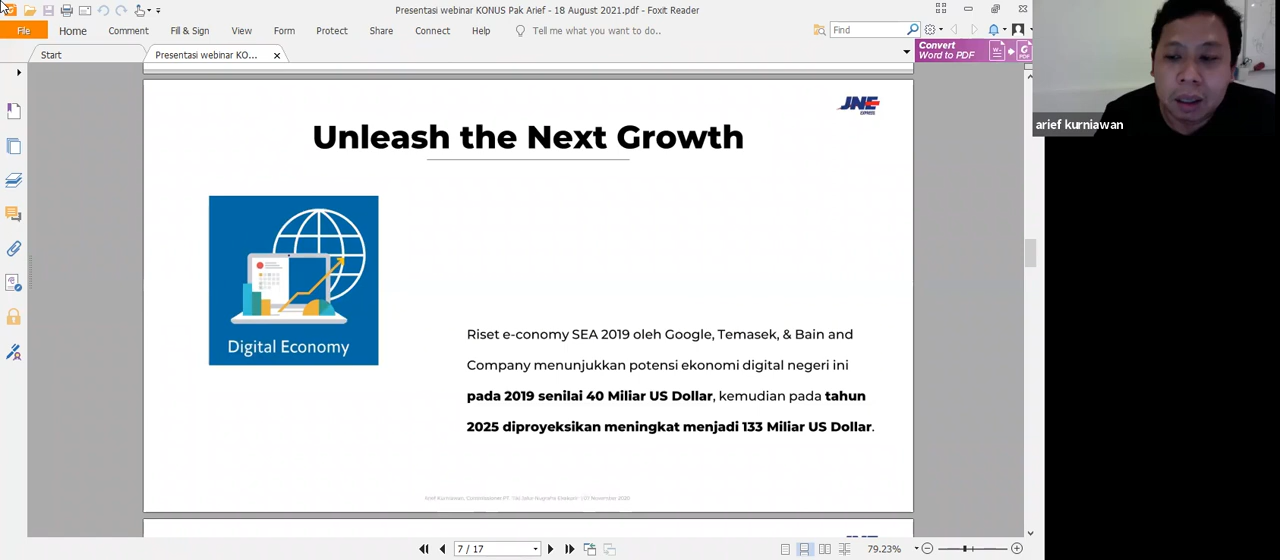 Presentasi webinar KONUS Pak Arief - 18 August 2021.pdf - Foxit Reader
File Home Comment Fill & Sign View Form Protect Share Connect Help Tell me what you want to do.. Find
Start Presentasi webinar KO... Convert
Word to PDF
JNE
EXPRESS
Unleash the Next Growth
Digital Economy
Riset e-conomy SEA 2019 oleh Google, Temasek, & Bain and
Company menunjukkan potensi ekonomi digital negeri ini
pada 2019 senilai 40 Miliar US Dollar, kemudian pada tahun
2025 diproyeksikan meningkat menjadi 133 Miliar US Dollar.
7 / 17
79.23%
arief kurniawan